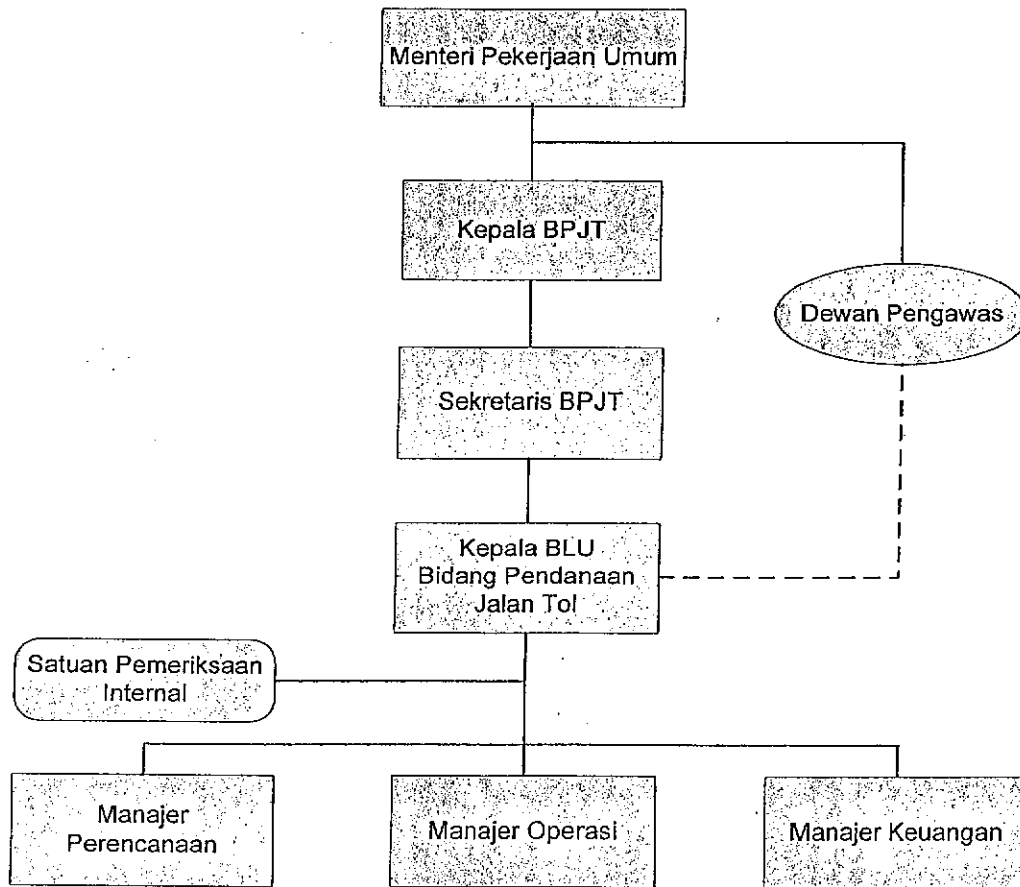 Menteri Pekerjaan Umum
Kepala BPJT
Dewan Pengawas
Sekretaris BPJT
Kepala BLU
Bidang Pendanaan
Jalan Tol
Satuan Pemeriksaan
Internal
Manajer
Perencanaan
Manajer Operasi
Manajer Keuangan